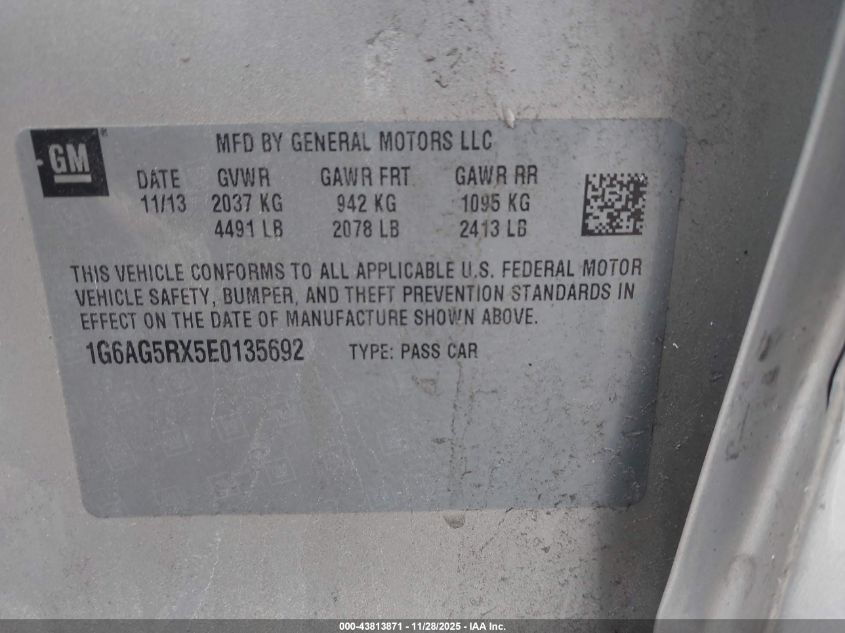 GM
MFD BY GENERAL MOTORS LLC
DATE GVWR GAWR FRT GAWR RR
11/13 2037 KG 942 KG 1095 KG
4491 LB 2078 LB 2413 LB
THIS VEHICLE CONFORMS TO ALL APPLICABLE U.S. FEDERAL MOTOR
VEHICLE SAFETY, BUMPER, AND THEFT PREVENTION STANDARDS IN
EFFECT ON THE DATE OF MANUFACTURE SHOWN ABOVE.
1G6AG5RX5E0135692 TYPE: PASS CAR
000-43813871 - 11/28/2025 - IAA Inc.